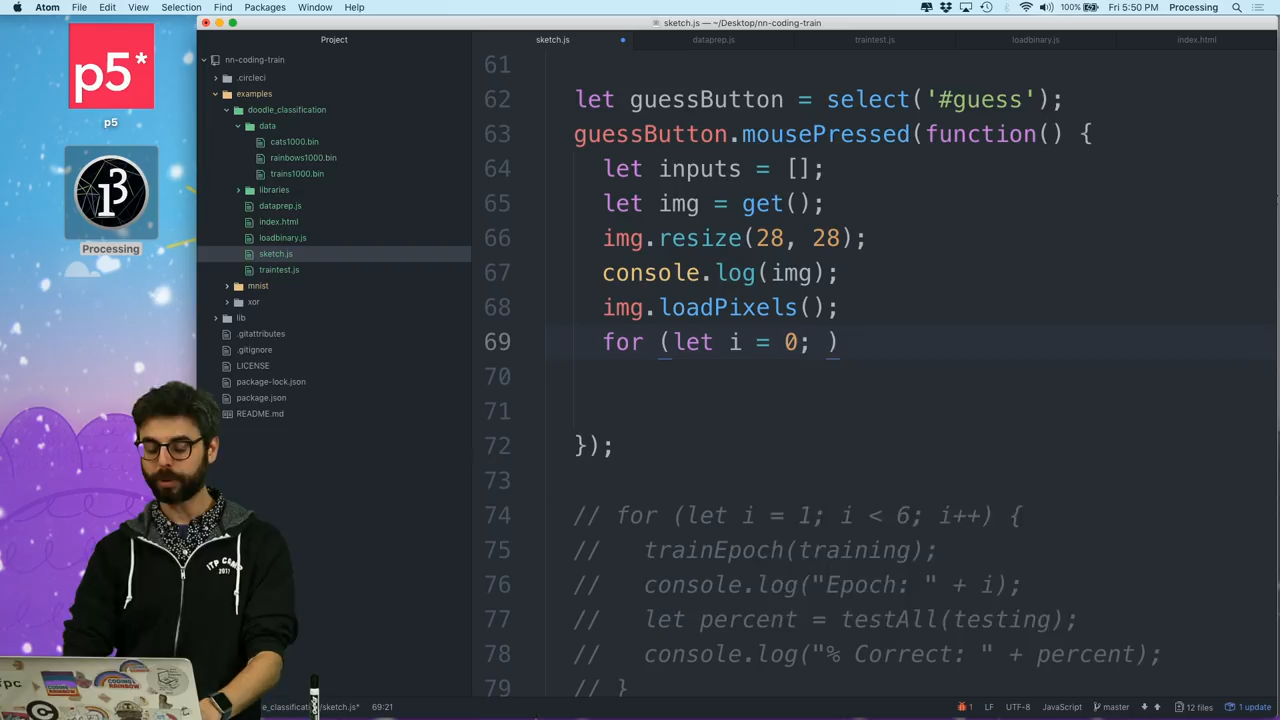 Atom File Edit View Selection Find Packages Window Help
100% Fri 5:50 PM Processing
sketch.js — ~/Desktop/nn-coding-train
Project
sketch.js
dataprep.js
traintest.js
loadbinary.js
index.html
p5*
p5
Processing
nn-coding-train
.circleci
examples
doodle_classification
data
cats1000.bin
rainbows1000.bin
trains1000.bin
libraries
dataprep.js
index.html
loadbinary.js
sketch.js
traintest.js
mnist
xor
lib
.gitattributes
.gitignore
LICENSE
package-lock.json
package.json
README.md
61
62 let guessButton = select('#guess');
63 guessButton.mousePressed(function() {
64 let inputs = [];
65 let img = get();
66 img.resize(28, 28);
67 console.log(img);
68 img.loadPixels();
69 for (let i = 0; )
70
71
72 });
73
74 // for (let i = 1; i < 6; i++) {
75 // trainEpoch(training);
76 // console.log("Epoch: " + i);
77 // let percent = testAll(testing);
78 // console.log("% Correct: " + percent);
79 // }
ITP CAMP
2017
fpc
le_classificati
/sketch.js* 69:21
1 LF UTF-8 JavaScript master 12 files 1 update